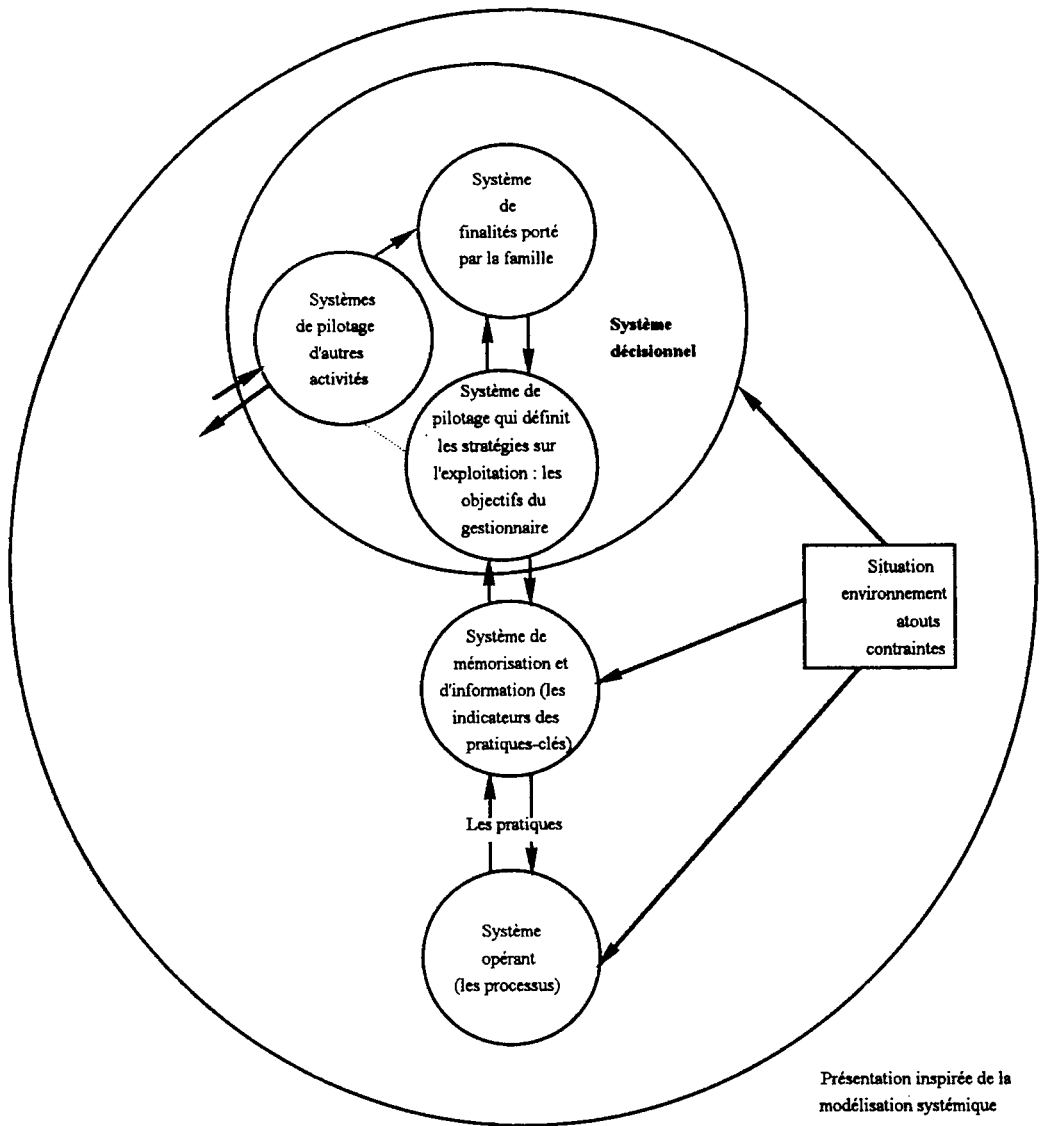 Système
de
finalités porté
par la famille
Systèmes
de pilotage
d'autres
activités
Système
décisionnel
Système de
pilotage qui définit
les stratégies sur
l'exploitation : les
objectifs du
gestionnaire
Situation
environnement
atouts
contraintes
Système de
mémorisation et
d'information (les
indicateurs des
pratiques-clés)
Les pratiques
Système
opérant
(les processus)
Présentation inspirée de la
modélisation systémique